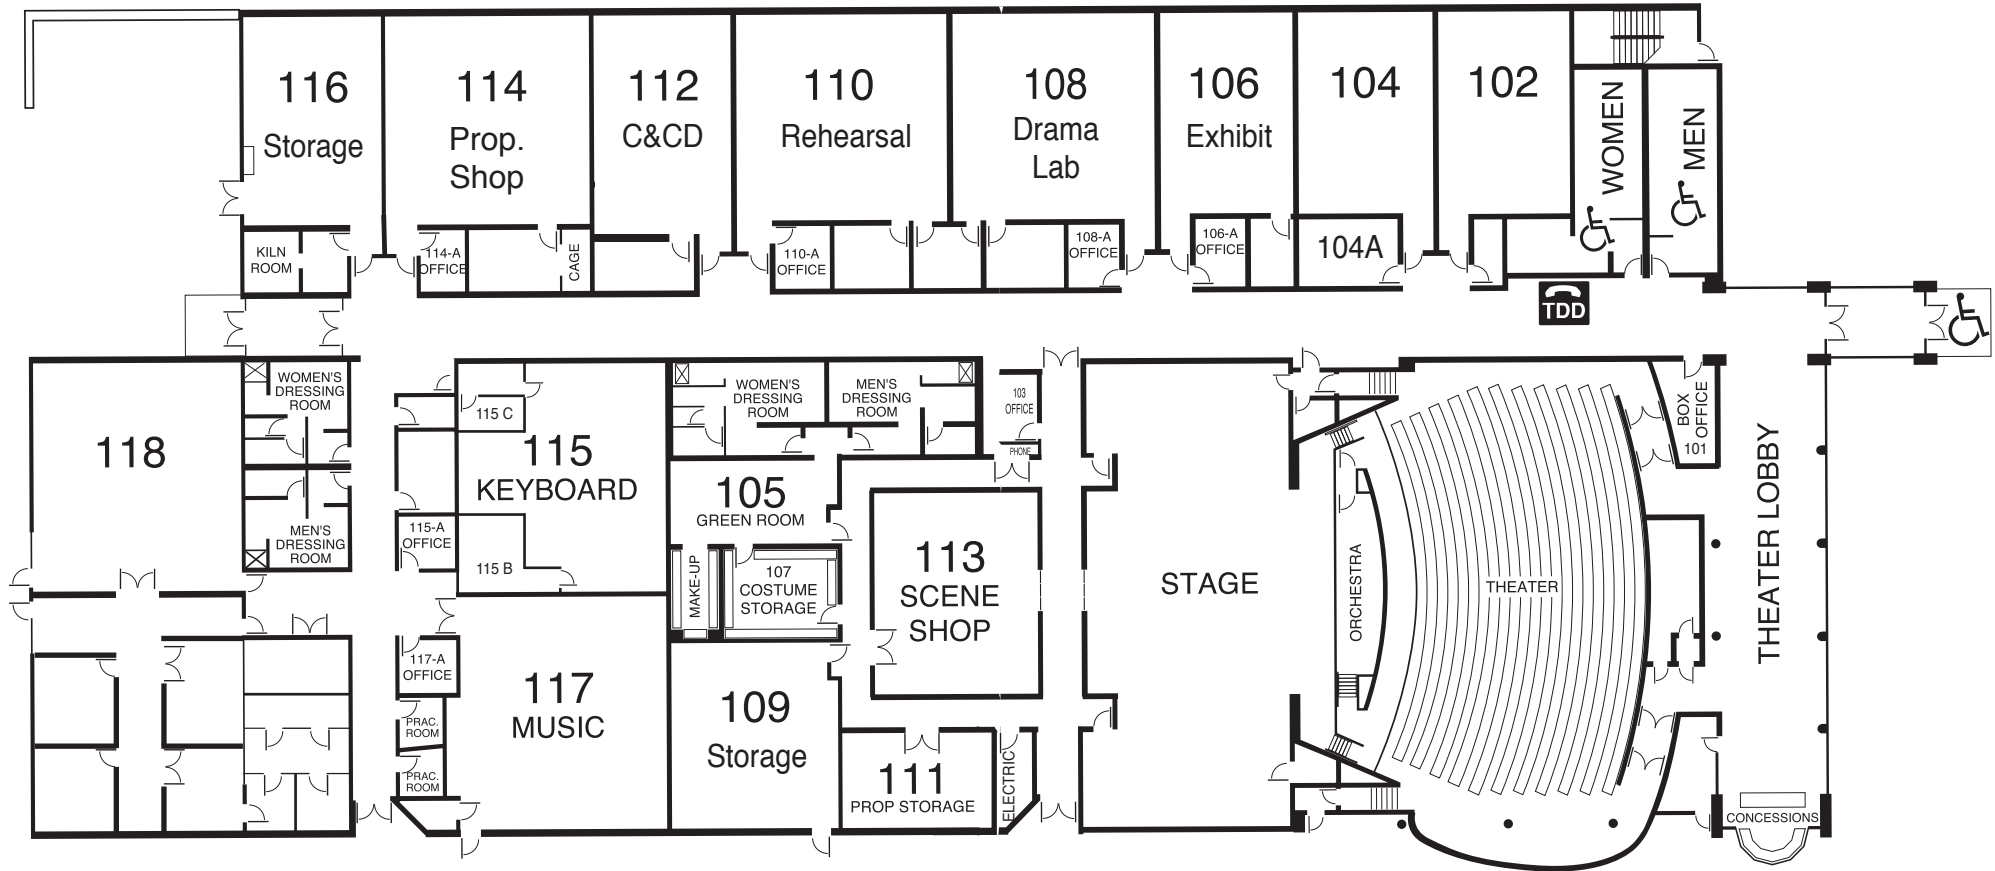 116
Storage
114
Prop.
Shop
112
C&CD
110
Rehearsal
108
Drama
Lab
106
Exhibit
104
102
WOMEN
MEN
KILN
ROOM
114-A
OFFICE
CAGE
110-A
OFFICE
108-A
OFFICE
106-A
OFFICE
104A
TDD
118
WOMEN'S
DRESSING
ROOM
MEN'S
DRESSING
ROOM
115 C
115
KEYBOARD
115-A
OFFICE
115 B
WOMEN'S
DRESSING
ROOM
MEN'S
DRESSING
ROOM
103
OFFICE
PHONE
105
GREEN ROOM
MAKE-UP
107
COSTUME
STORAGE
113
SCENE
SHOP
STAGE
ORCHESTRA
THEATER
BOX
OFFICE
101
THEATER LOBBY
117-A
OFFICE
PRAC.
ROOM
PRAC.
ROOM
117
MUSIC
109
Storage
111
PROP STORAGE
ELECTRIC
CONCESSIONS